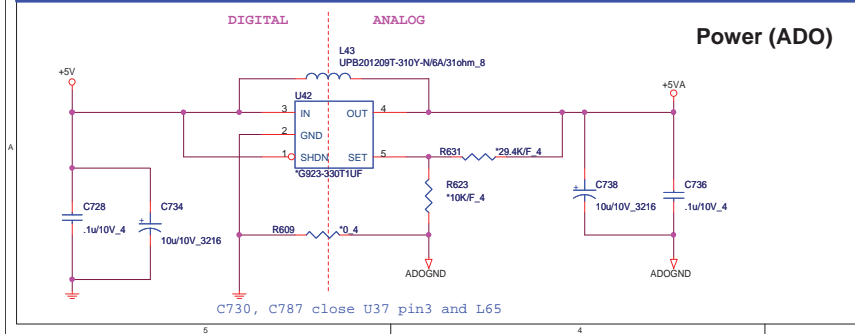 DIGITAL ANALOG
Power (ADO)
L43
UPB201209T-310Y-N/6A/31ohm_8
+5V
+5VA
U42
3 IN OUT 4
2 GND
1 SHDN SET 5
*G923-330T1UF
R631 *29.4K/F_4
R623
*10K/F_4
A
C728
.1u/10V_4
C734
10u/10V_3216
C738
10u/10V_3216
C736
.1u/10V_4
R609 *0_4
ADOGND
ADOGND
C730, C787 close U37 pin3 and L65
5 4